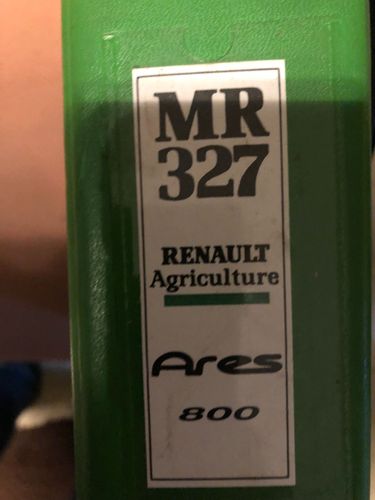 MR
327
RENAULT
Agriculture
Ares
800